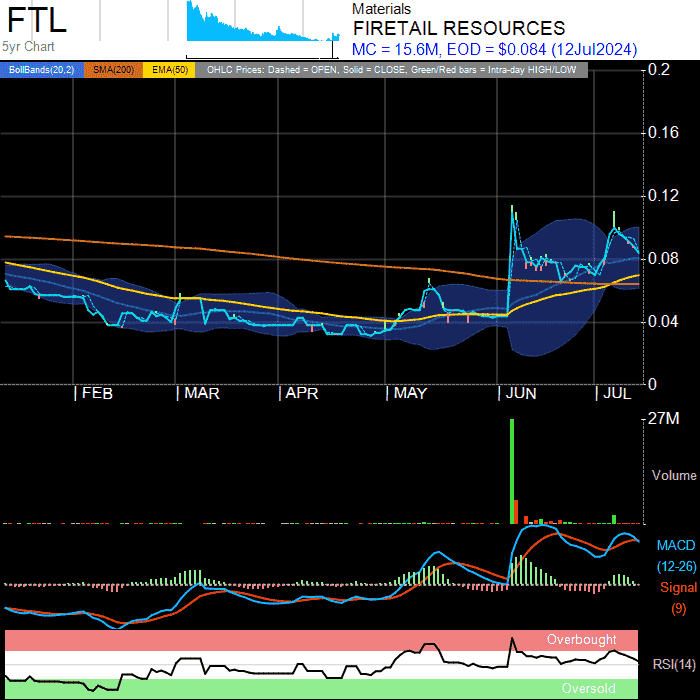 FTL
5yr Chart
Materials
FIRETAIL RESOURCES
MC = 15.6M, EOD = $0.084 (12Jul2024)
BollBands(20,2) SMA(200) EMA(50) OHLC Prices: Dashed = OPEN, Solid = CLOSE, Green/Red bars = Intra-day HIGH/LOW
0.2
0.16
0.12
0.08
0.04
0
FEB MAR APR MAY JUN JUL
27M
Volume
MACD
(12-26)
Signal
(9)
Overbought
RSI(14)
Oversold